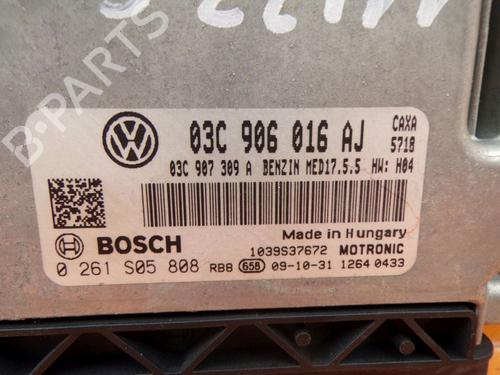 B-PARTS
03C 906 016 AJ CAXA
5718
03C 907 309 A BENZIN MED17.5.5 HW: H04
Made in Hungary
BOSCH 1039S37672 MOTRONIC
0 261 S05 808 RB8 658 09-10-31 1264 0433